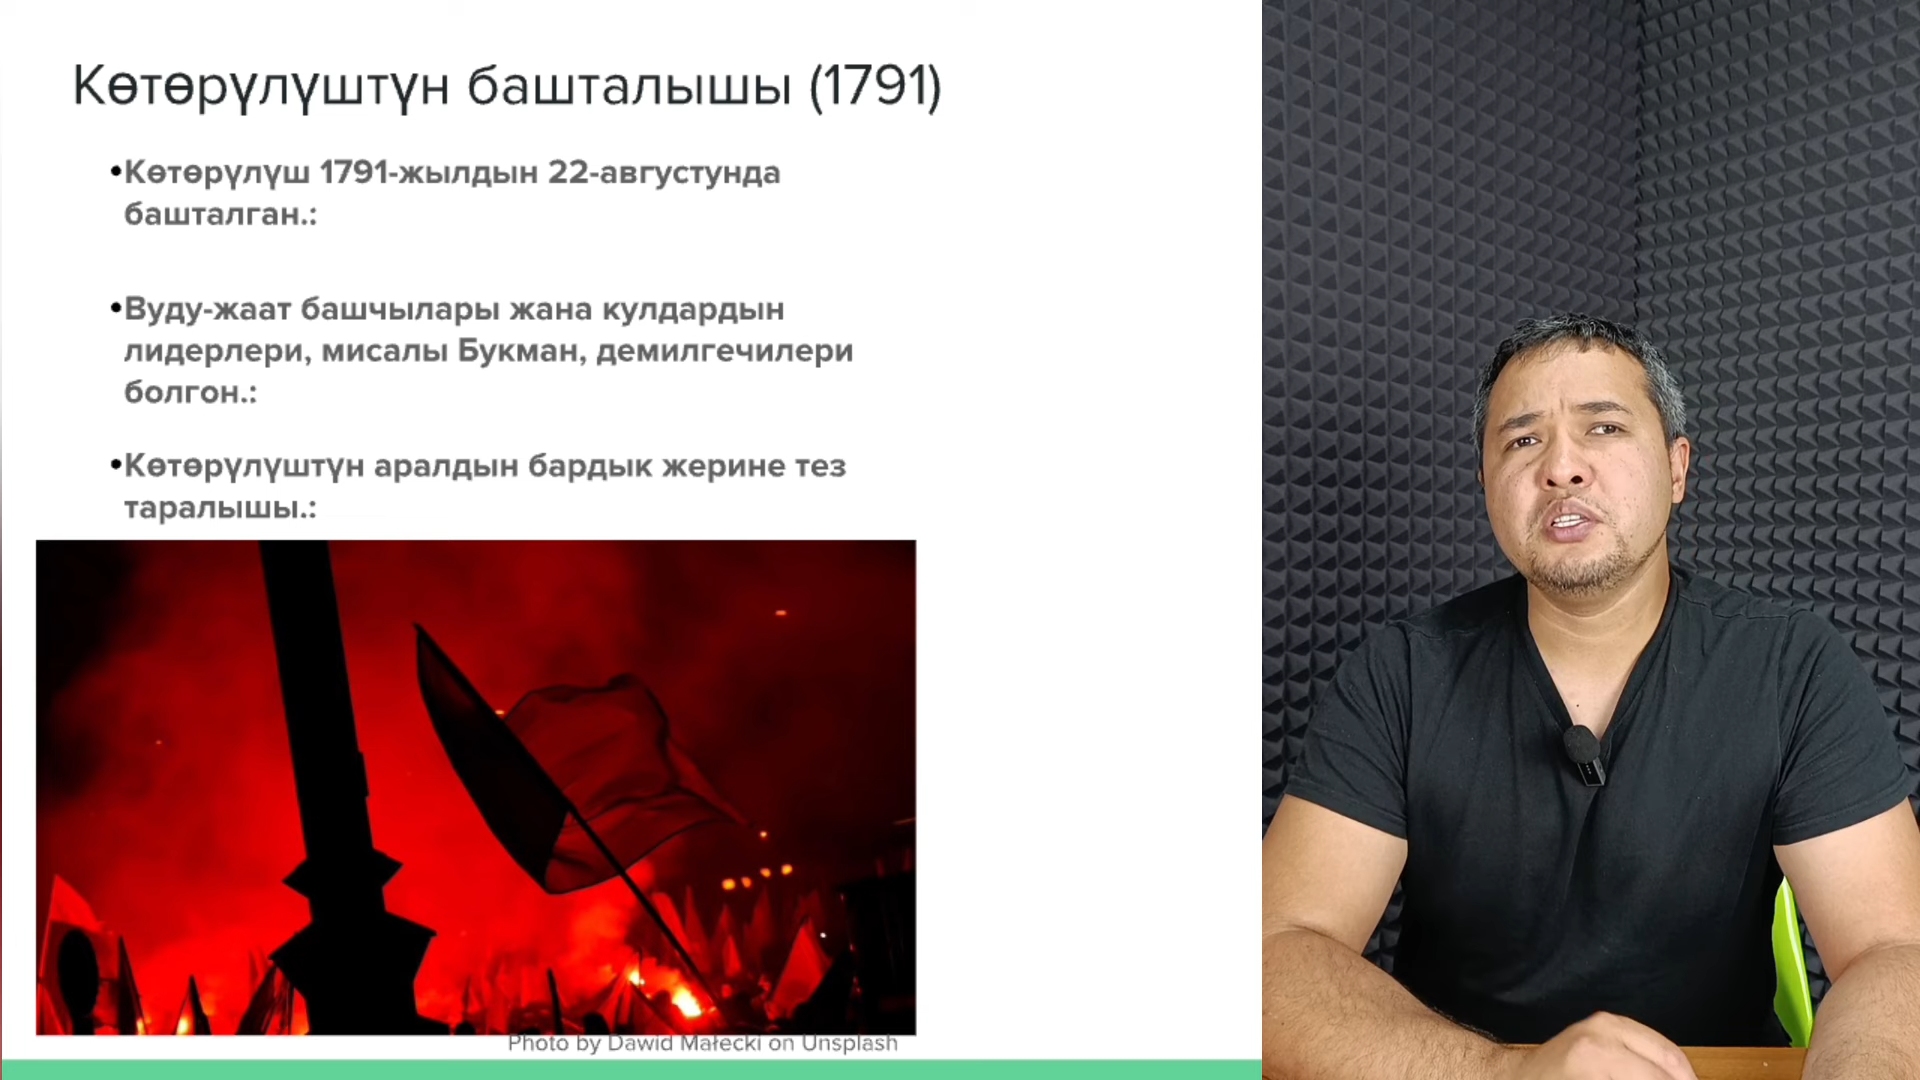 Көтөрүлүштүн башталышы (1791)
•Көтөрүлүш 1791-жылдын 22-августунда
башталган.:
•Вуду-жаат башчылары жана кулдардын
лидерлери, мисалы Букман, демилгечилери
болгон.:
•Көтөрүлүштүн аралдын бардык жерине тез
таралышы.:
Photo by Dawid Małecki on Unsplash